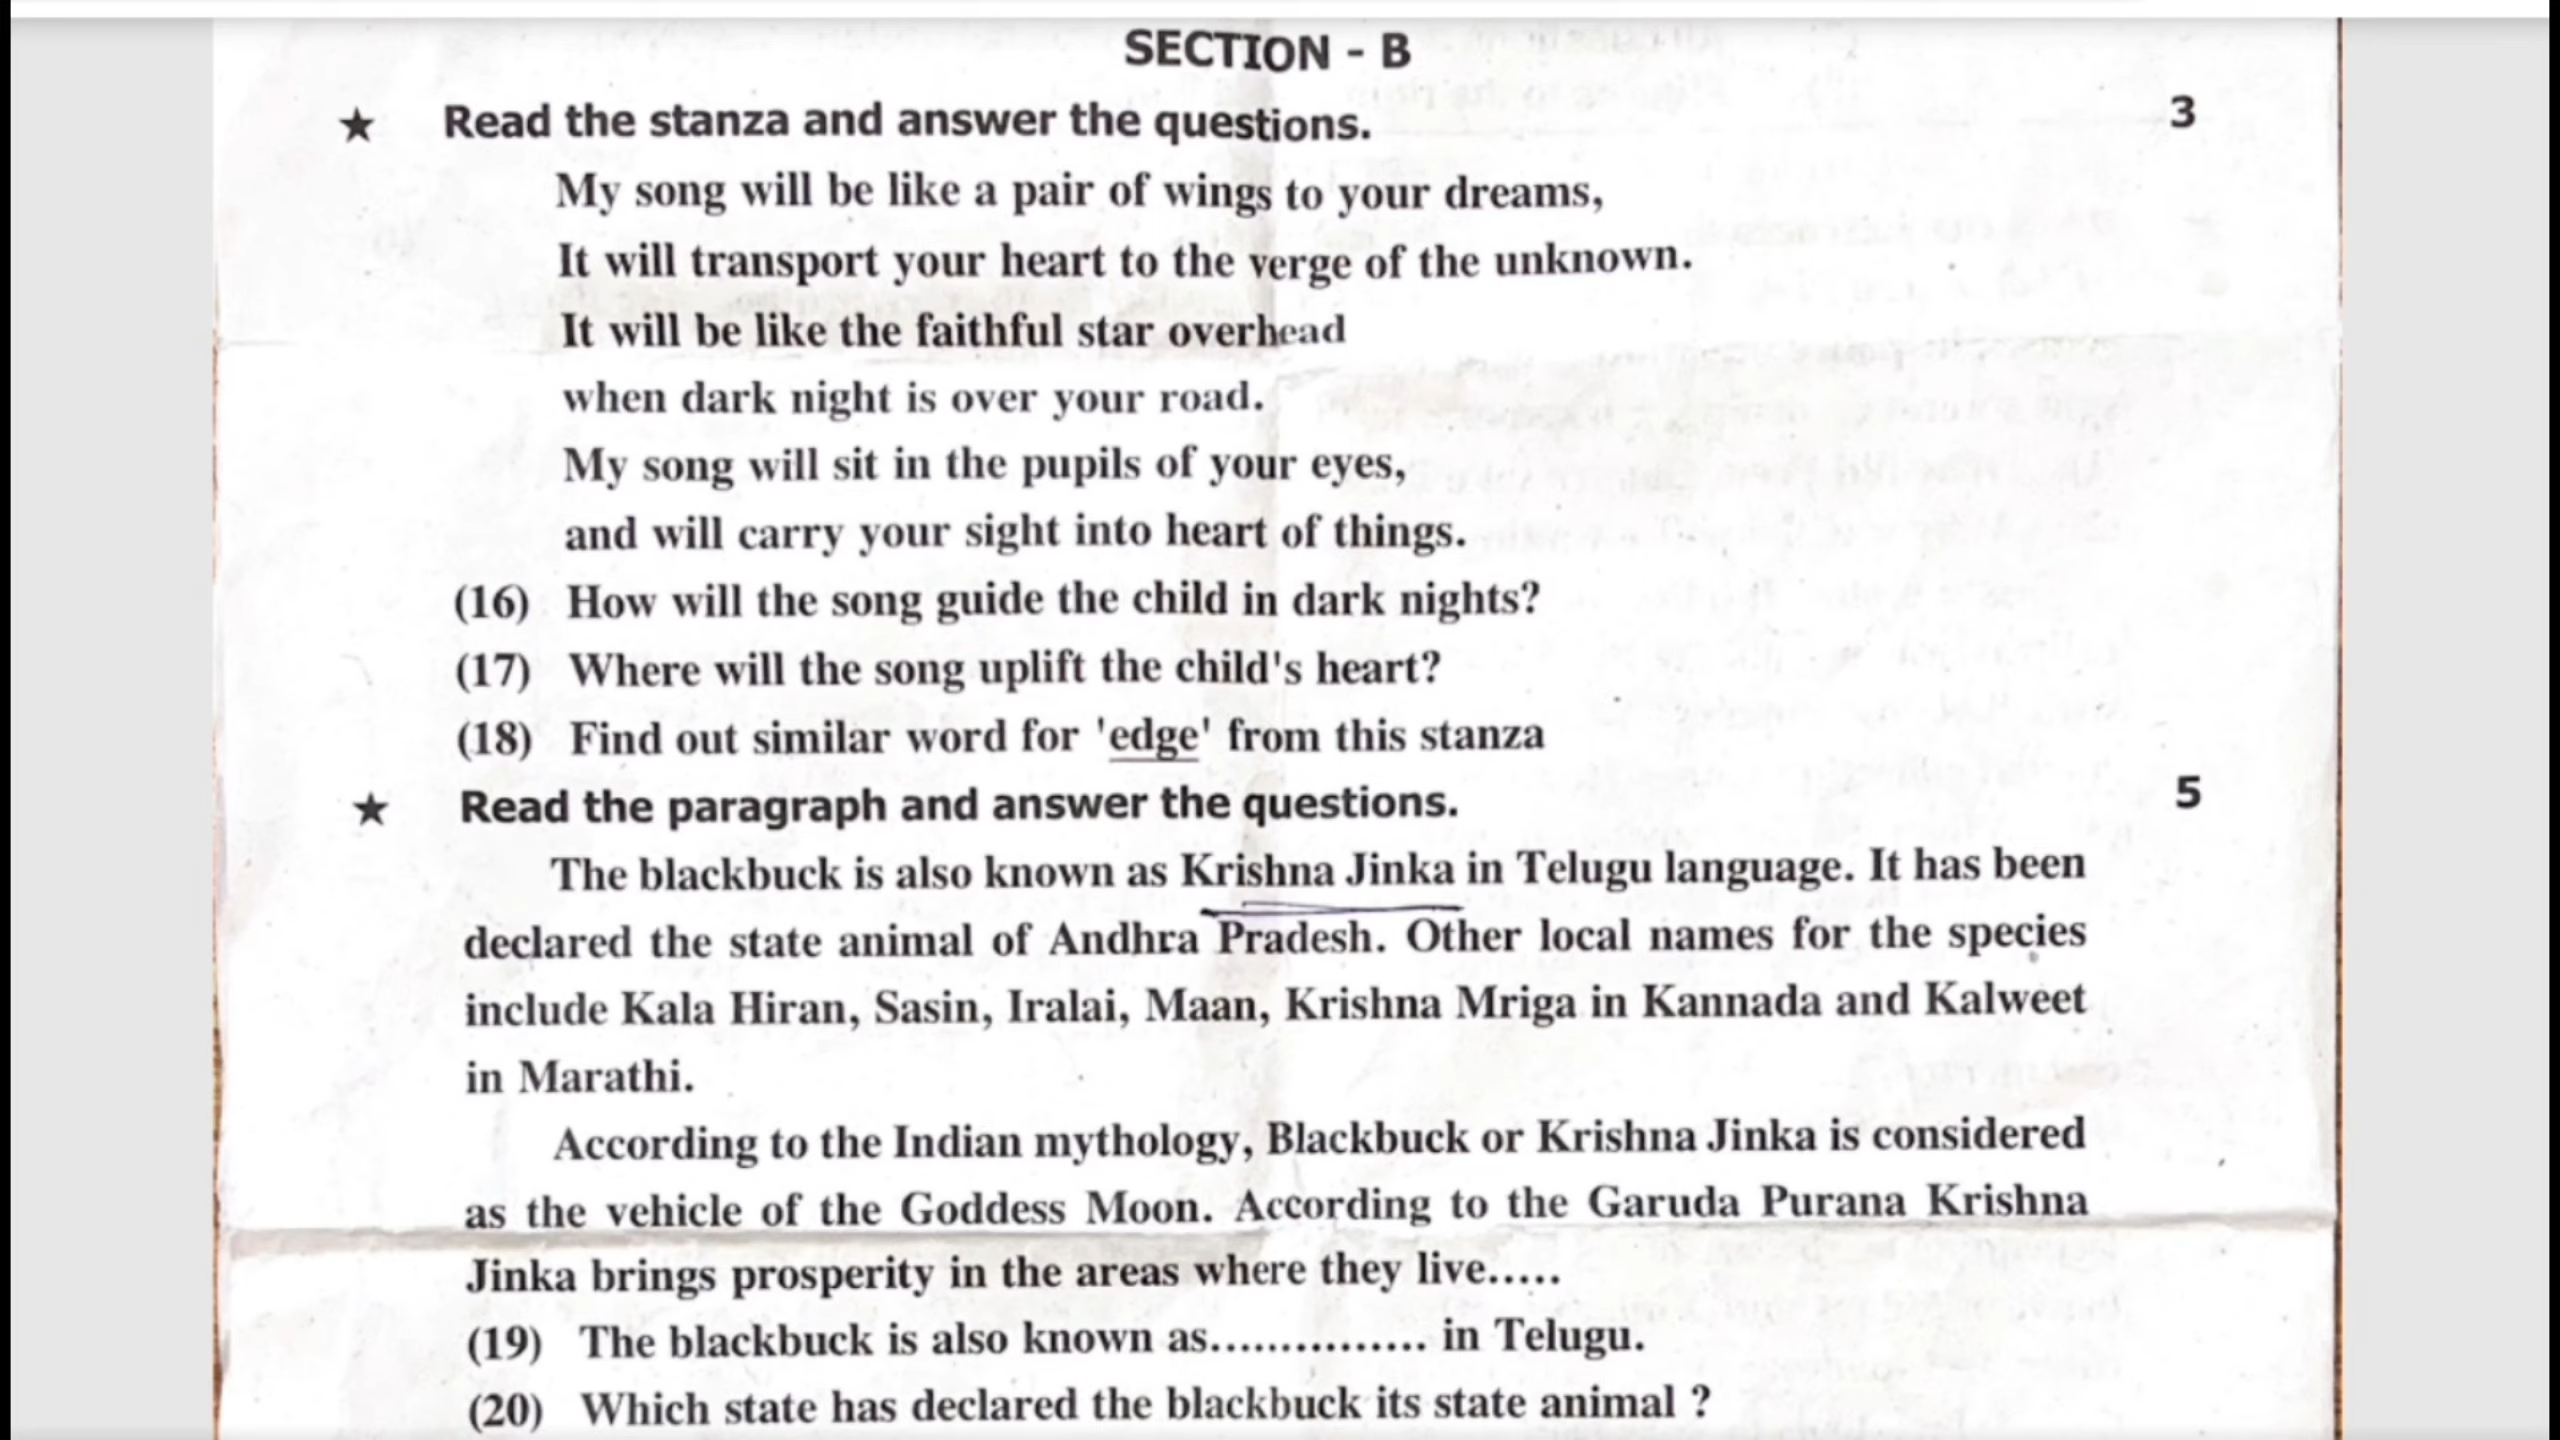 SECTION - B
★ Read the stanza and answer the questions. 3
My song will be like a pair of wings to your dreams,
It will transport your heart to the verge of the unknown.
It will be like the faithful star overhead
when dark night is over your road.
My song will sit in the pupils of your eyes,
and will carry your sight into heart of things.
(16) How will the song guide the child in dark nights?
(17) Where will the song uplift the child's heart?
(18) Find out similar word for 'edge' from this stanza
★ Read the paragraph and answer the questions. 5
The blackbuck is also known as Krishna Jinka in Telugu language. It has been
declared the state animal of Andhra Pradesh. Other local names for the species
include Kala Hiran, Sasin, Iralai, Maan, Krishna Mriga in Kannada and Kalweet
in Marathi.
According to the Indian mythology, Blackbuck or Krishna Jinka is considered
as the vehicle of the Goddess Moon. According to the Garuda Purana Krishna
Jinka brings prosperity in the areas where they live.....
(19) The blackbuck is also known as............... in Telugu.
(20) Which state has declared the blackbuck its state animal ?